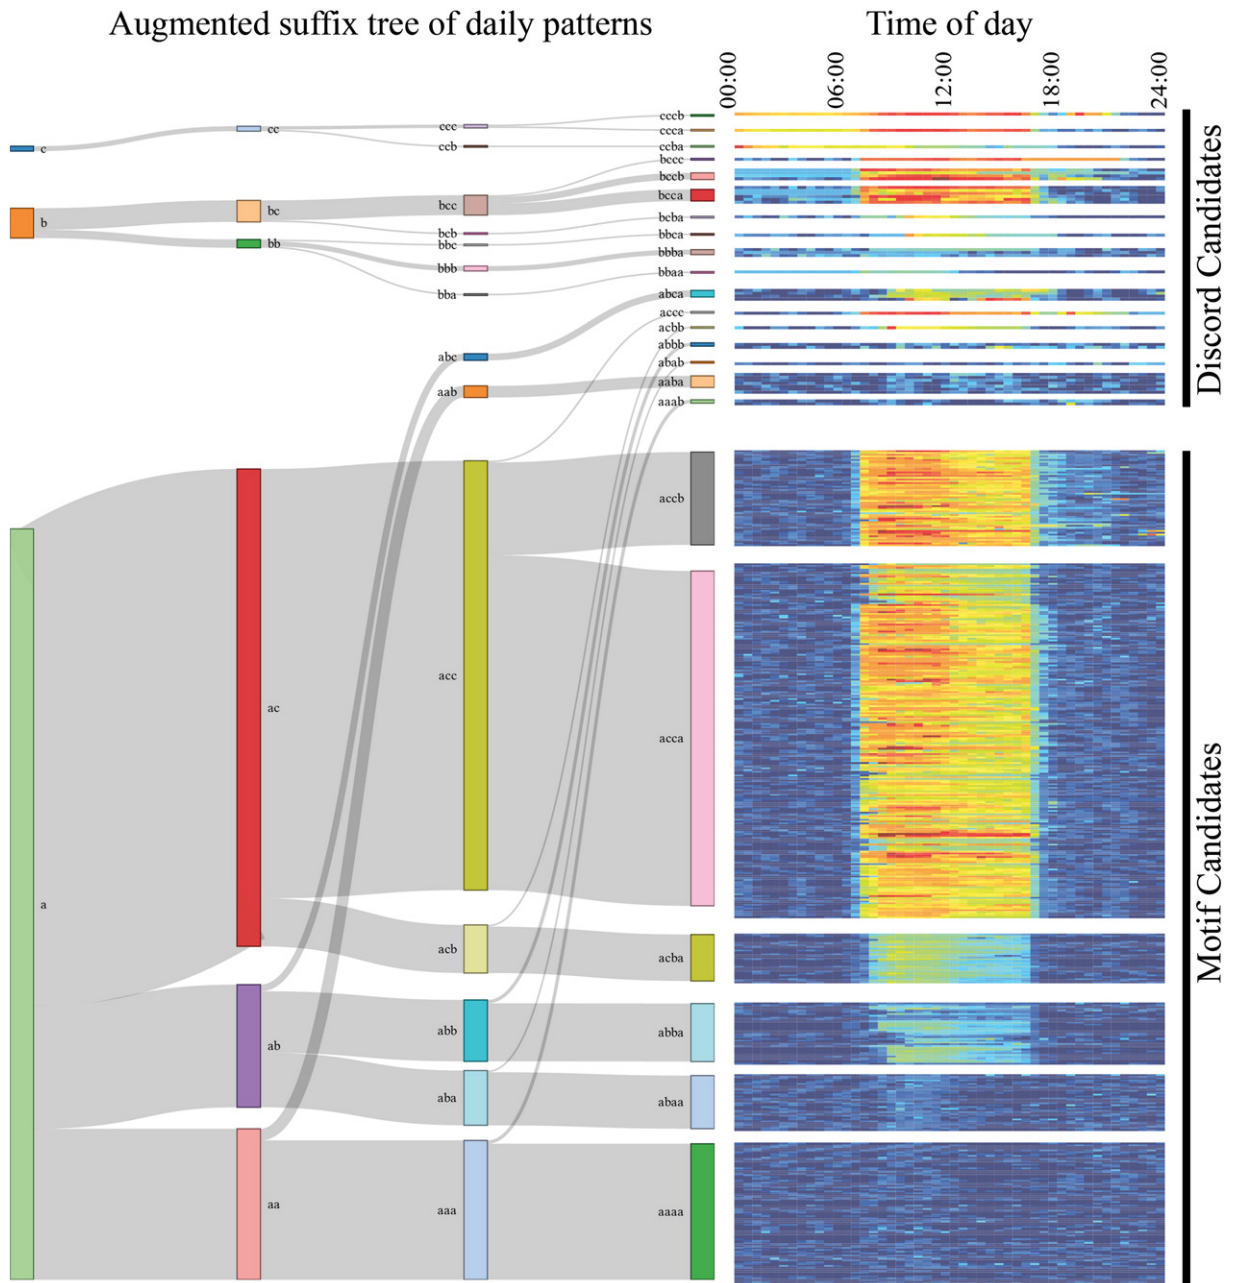 Augmented suffix tree of daily patterns
Time of day
00:00
06:00
12:00
18:00
24:00
c
b
a
cc
bc
bb
ac
ab
aa
ccc
ccb
bcc
bcb
bbc
bbb
bba
abc
aab
acc
acb
abb
aba
aaa
cccb
ccca
ccba
bccc
bccb
bcca
bcba
bbca
bbba
bbaa
abca
accc
acbb
abbb
abab
aaba
aaab
accb
acca
acba
abba
abaa
aaaa
Discord Candidates
Motif Candidates